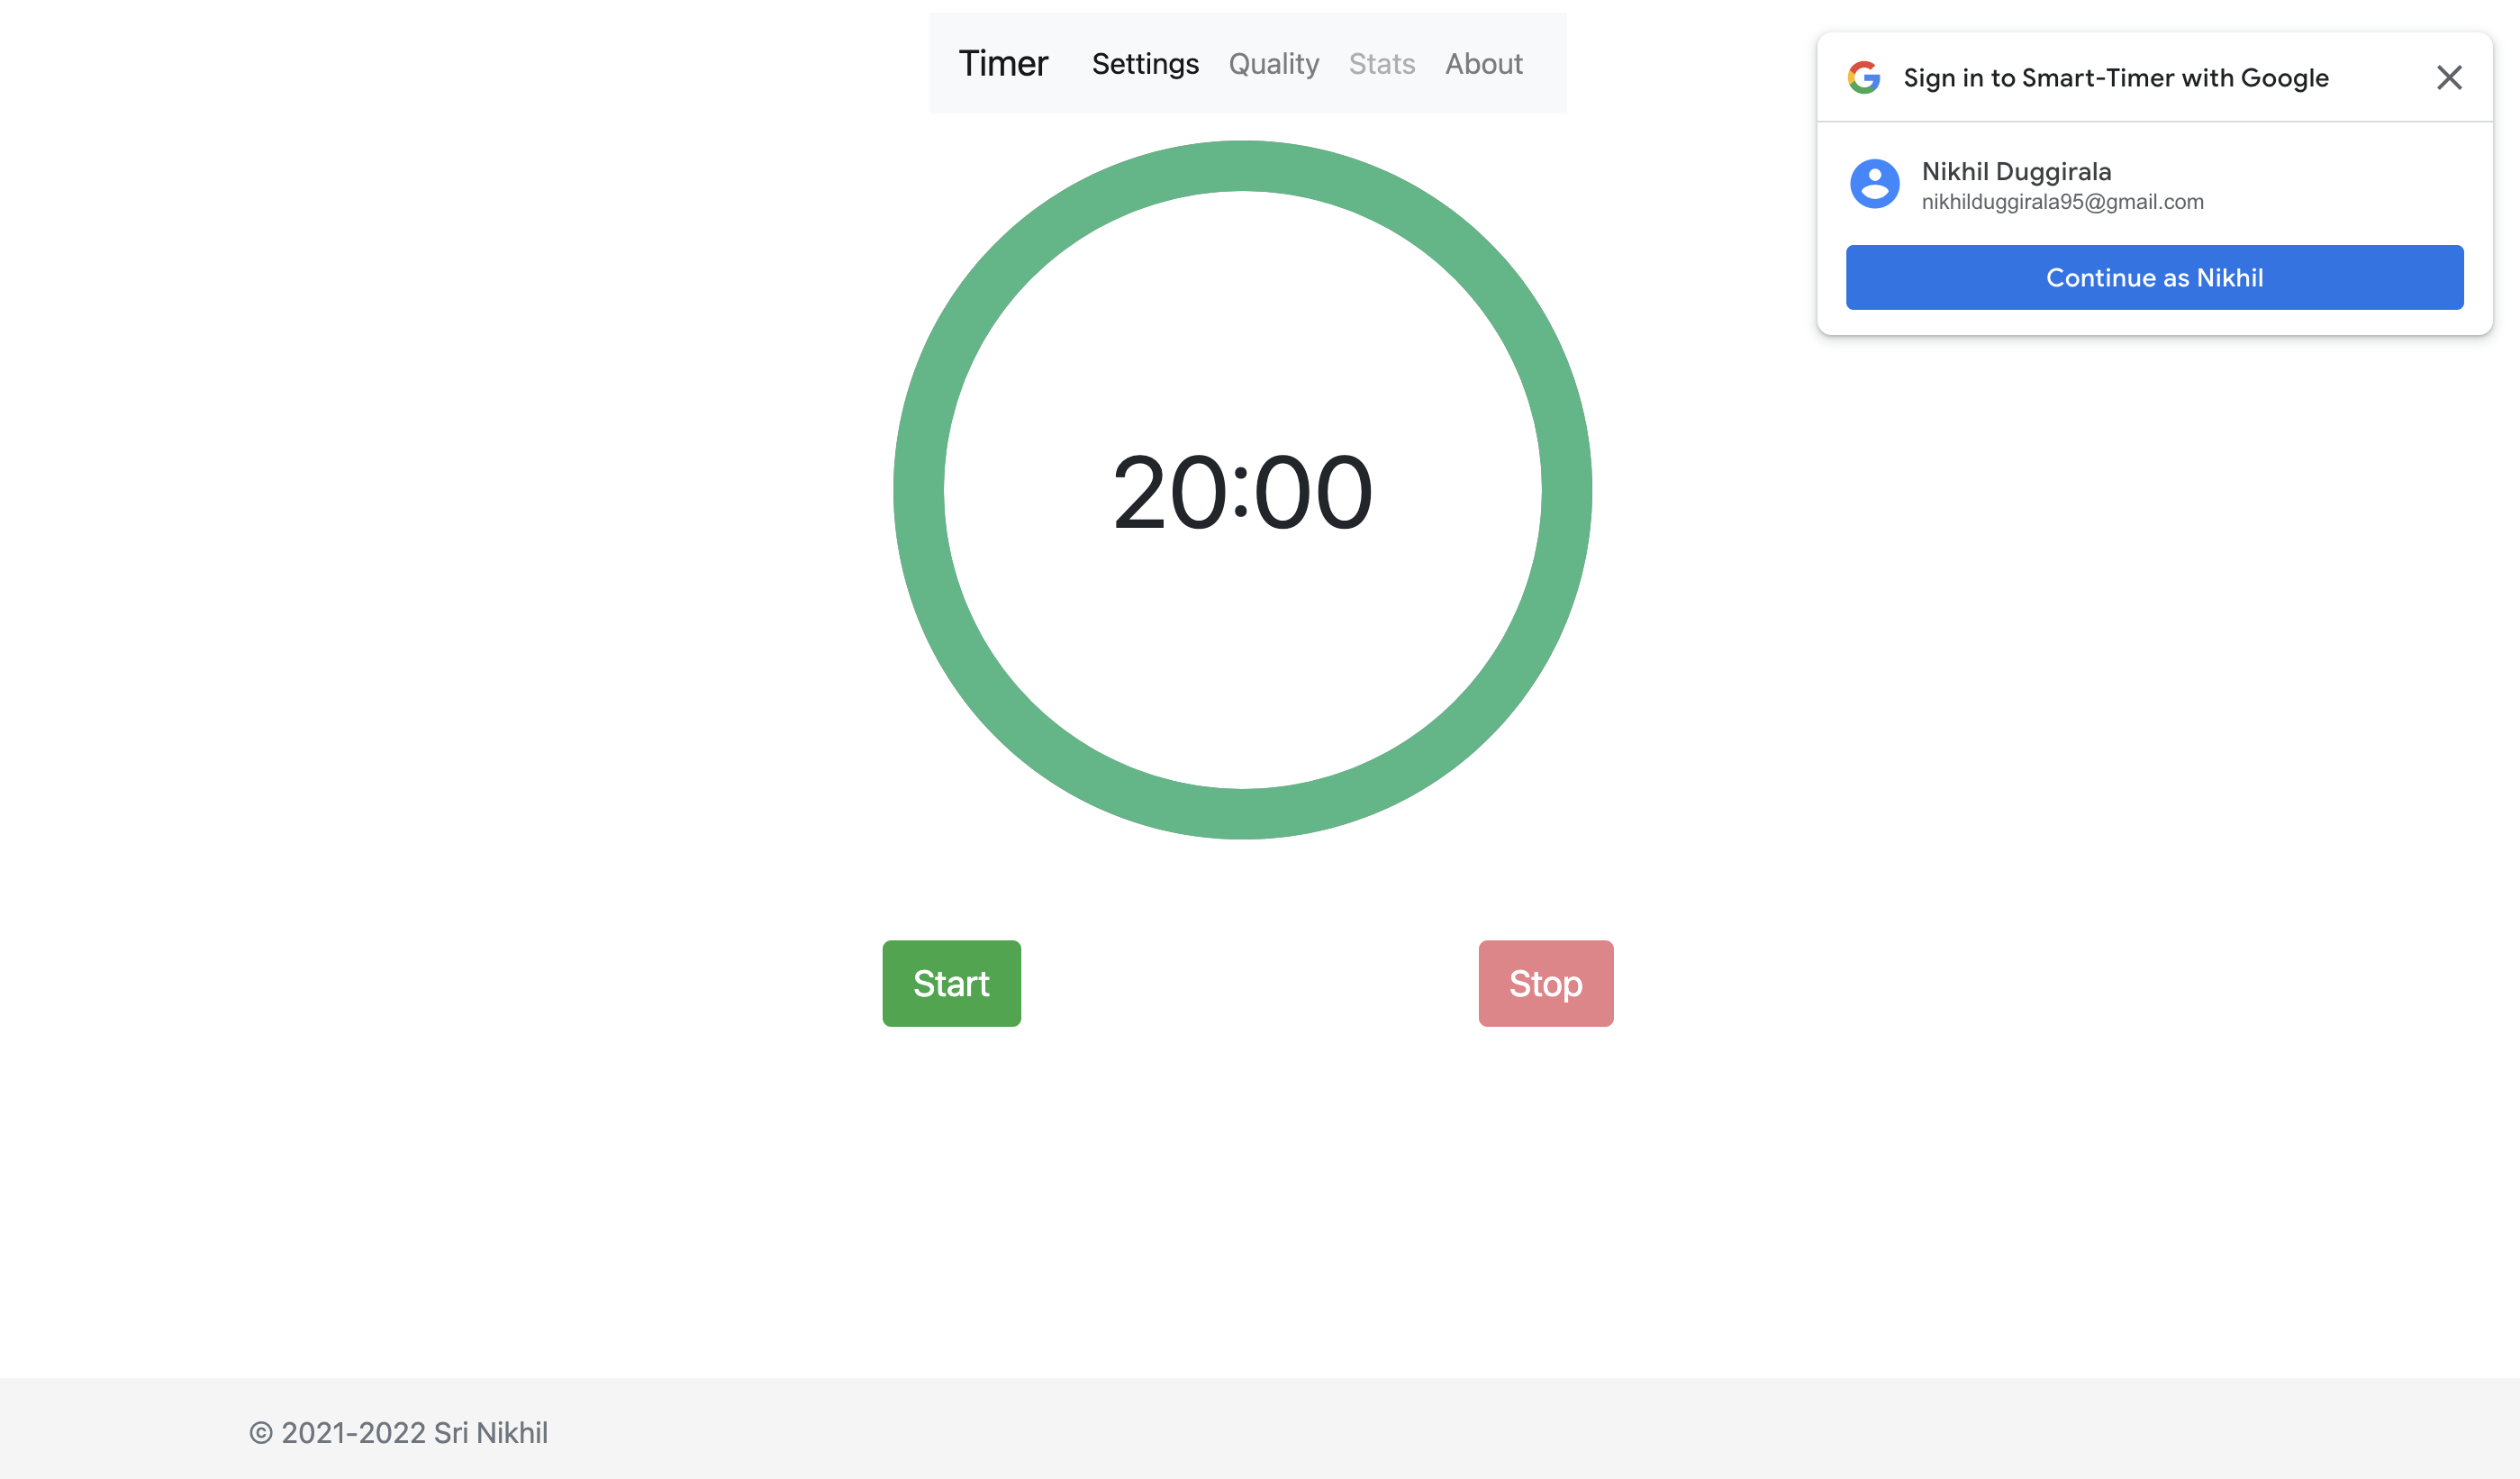 Timer Settings Quality Stats About
Sign in to Smart-Timer with Google
Nikhil Duggirala
nikhilduggirala95@gmail.com
Continue as Nikhil
20:00
Start Stop
© 2021-2022 Sri Nikhil